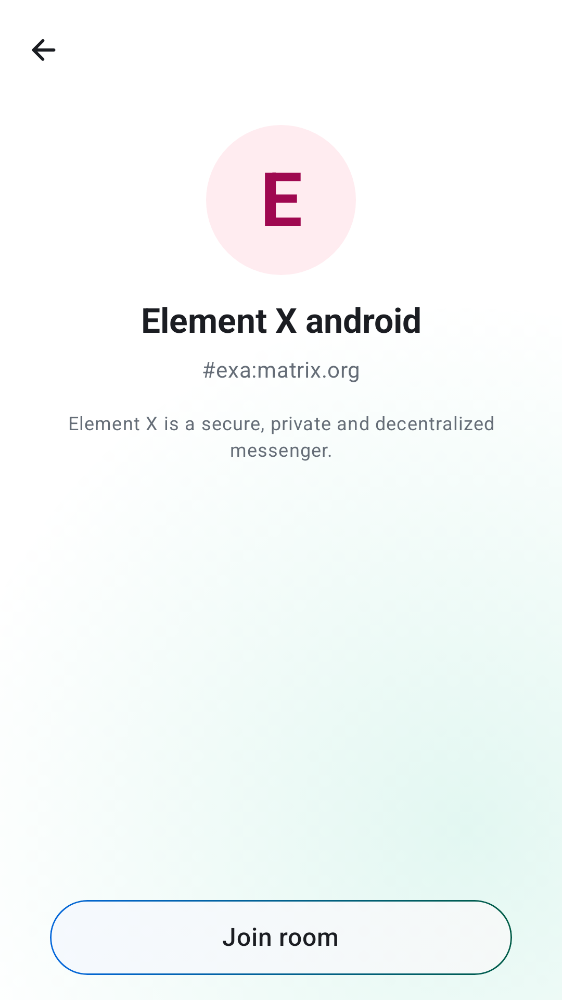 E
Element X android
#exa:matrix.org
Element X is a secure, private and decentralized
messenger.
Join room